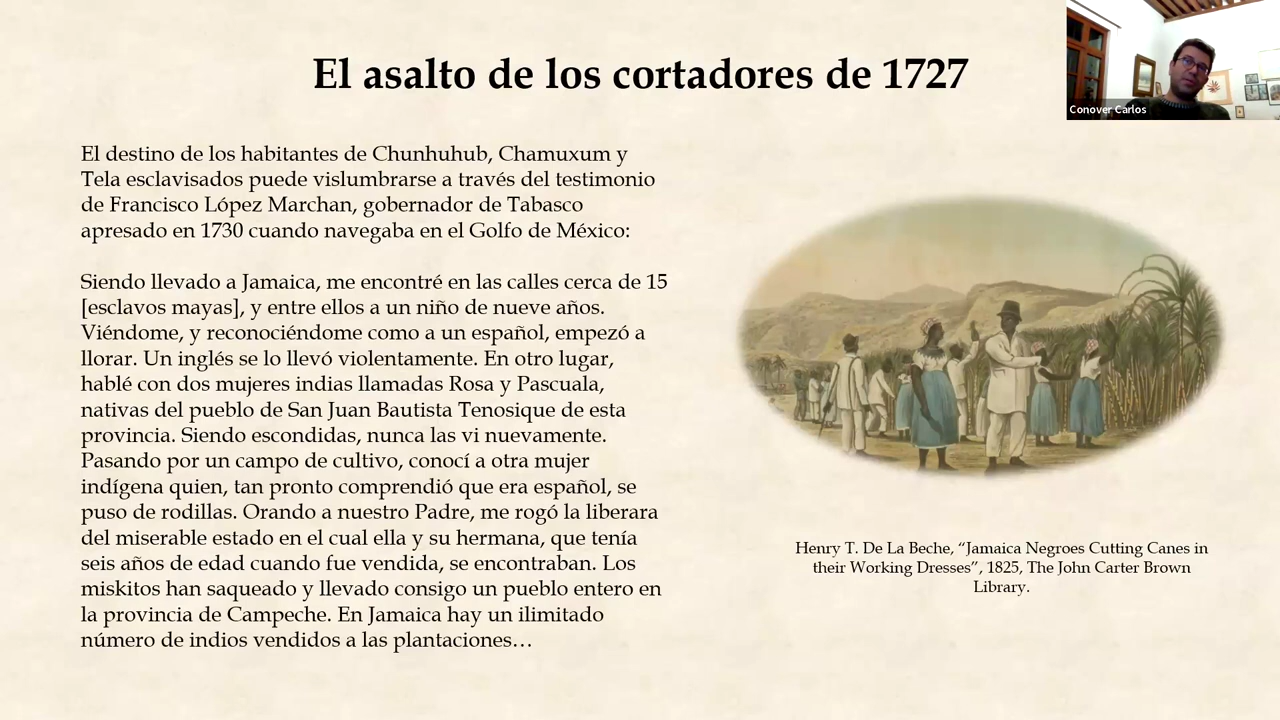 El asalto de los cortadores de 1727
Conover Carlos
El destino de los habitantes de Chunhuhub, Chamuxum y
Tela esclavisados puede vislumbrarse a través del testimonio
de Francisco López Marchan, gobernador de Tabasco
apresado en 1730 cuando navegaba en el Golfo de México:
Siendo llevado a Jamaica, me encontré en las calles cerca de 15
[esclavos mayas], y entre ellos a un niño de nueve años.
Viéndome, y reconociéndome como a un español, empezó a
llorar. Un inglés se lo llevó violentamente. En otro lugar,
hablé con dos mujeres indias llamadas Rosa y Pascuala,
nativas del pueblo de San Juan Bautista Tenosique de esta
provincia. Siendo escondidas, nunca las vi nuevamente.
Pasando por un campo de cultivo, conocí a otra mujer
indígena quien, tan pronto comprendió que era español, se
puso de rodillas. Orando a nuestro Padre, me rogó la liberara
del miserable estado en el cual ella y su hermana, que tenía
seis años de edad cuando fue vendida, se encontraban. Los
miskitos han saqueado y llevado consigo un pueblo entero en
la provincia de Campeche. En Jamaica hay un ilimitado
número de indios vendidos a las plantaciones…
Henry T. De La Beche, “Jamaica Negroes Cutting Canes in
their Working Dresses”, 1825, The John Carter Brown
Library.